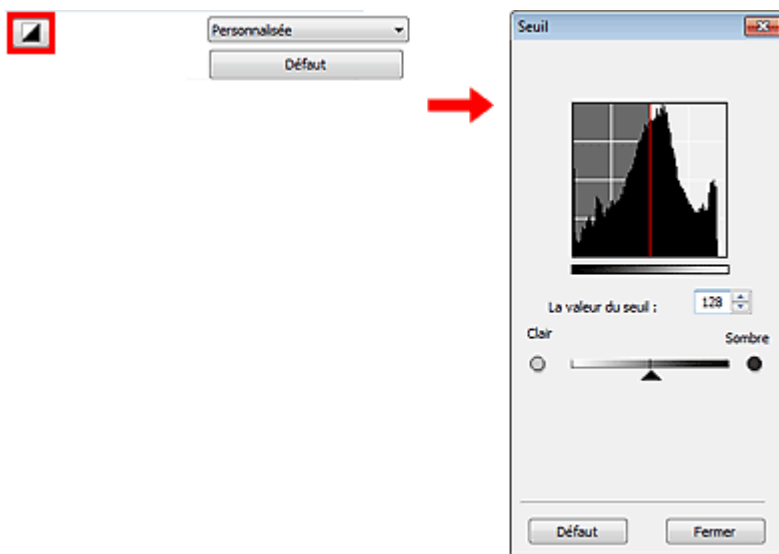 Personnalisée
Défaut
Seuil
La valeur du seuil :
128
Clair
Sombre
Défaut
Fermer